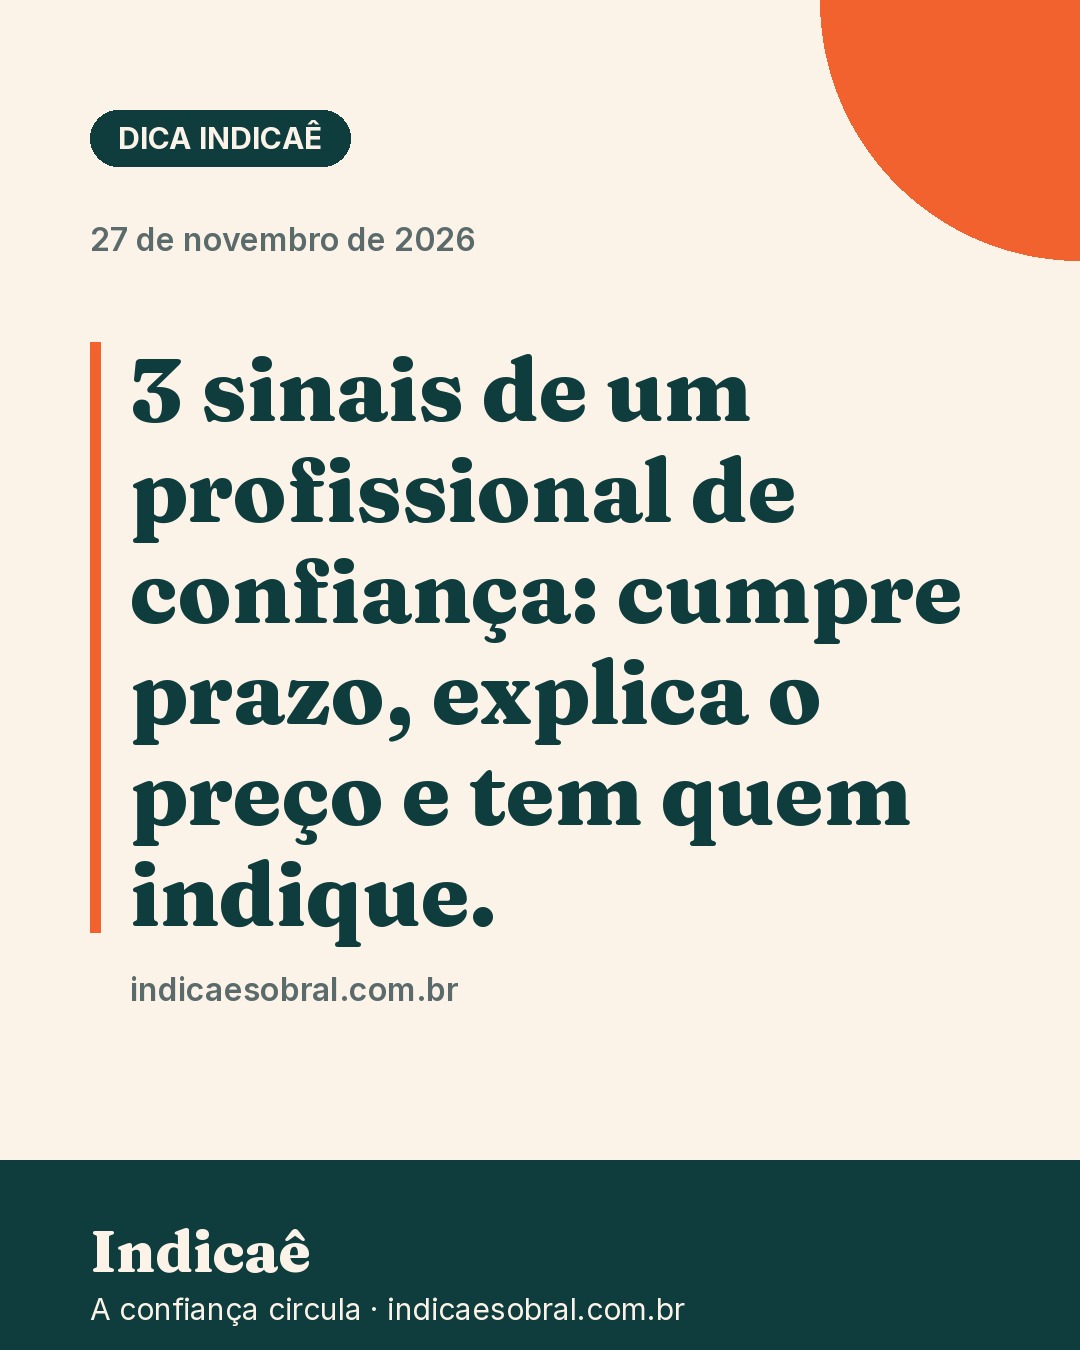 DICA INDICAÊ
27 de novembro de 2026
3 sinais de um
profissional de
confiança: cumpre
prazo, explica o
preço e tem quem
indique.
indicaesobral.com.br
Indicaê
A confiança circula · indicaesobral.com.br